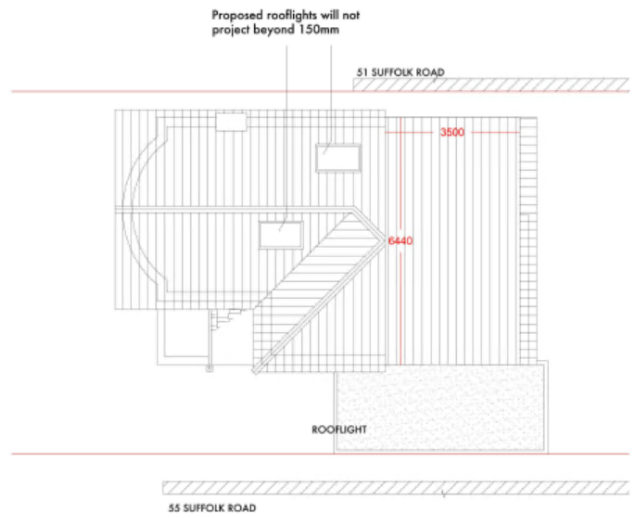 Proposed rooflights will not
project beyond 150mm
51 SUFFOLK ROAD
3500
6440
ROOFLIGHT
55 SUFFOLK ROAD